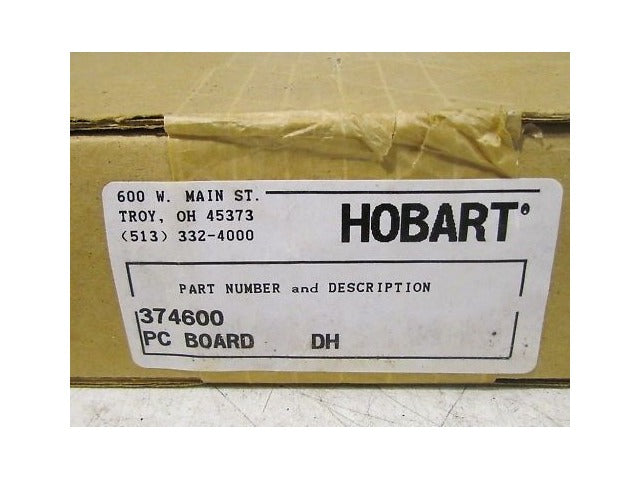 600 W. MAIN ST.
TROY, OH 45373
(513) 332-4000
HOBART
PART NUMBER and DESCRIPTION
374600
PC BOARD DH